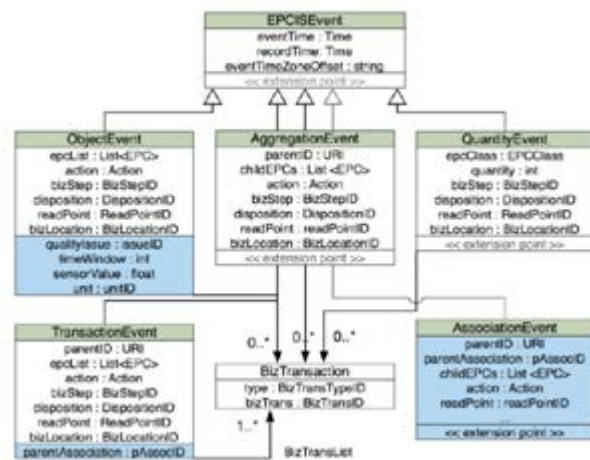 EPCISEvent
eventTime : Time
recordTime: Time
eventTimeZoneOffset : string
<< extension point >>
ObjectEvent
epcList : List<EPC>
action : Action
bizStep : BizStepID
disposition : DispositionID
readPoint : ReadPointID
bizLocation : BizLocationID
qualityIssue : issueID
timeWindow : int
sensorValue : float
unit : unitID
AggregationEvent
parentID : URI
childEPCs : List <EPC>
action : Action
bizStep : BizStepID
disposition : DispositionID
readPoint : readPointID
bizLocation : BizLocationID
<< extension point >>
QuantityEvent
epcClass : EPCClass
quantity : int
bizStep : BizStepID
disposition : DispositionID
readPoint : ReadPointID
bizLocation : BizLocationID
<< extension point >>
TransactionEvent
parentID : URI
epcList : List<EPC>
action : Action
bizStep : BizStepID
disposition : DispositionID
readPoint : ReadPointID
bizLocation : BizLocationID
parentAssociation : pAssocID
0..*
0..*
0..*
BizTransaction
type : BizTransTypeID
bizTrans : BizTransID
1..*
BizTransList
AssociationEvent
parentID : URI
parentAssociation : pAssocID
childEPCs : List <EPC>
action : Action
readPoint : readPointID
...
<< extension point >>